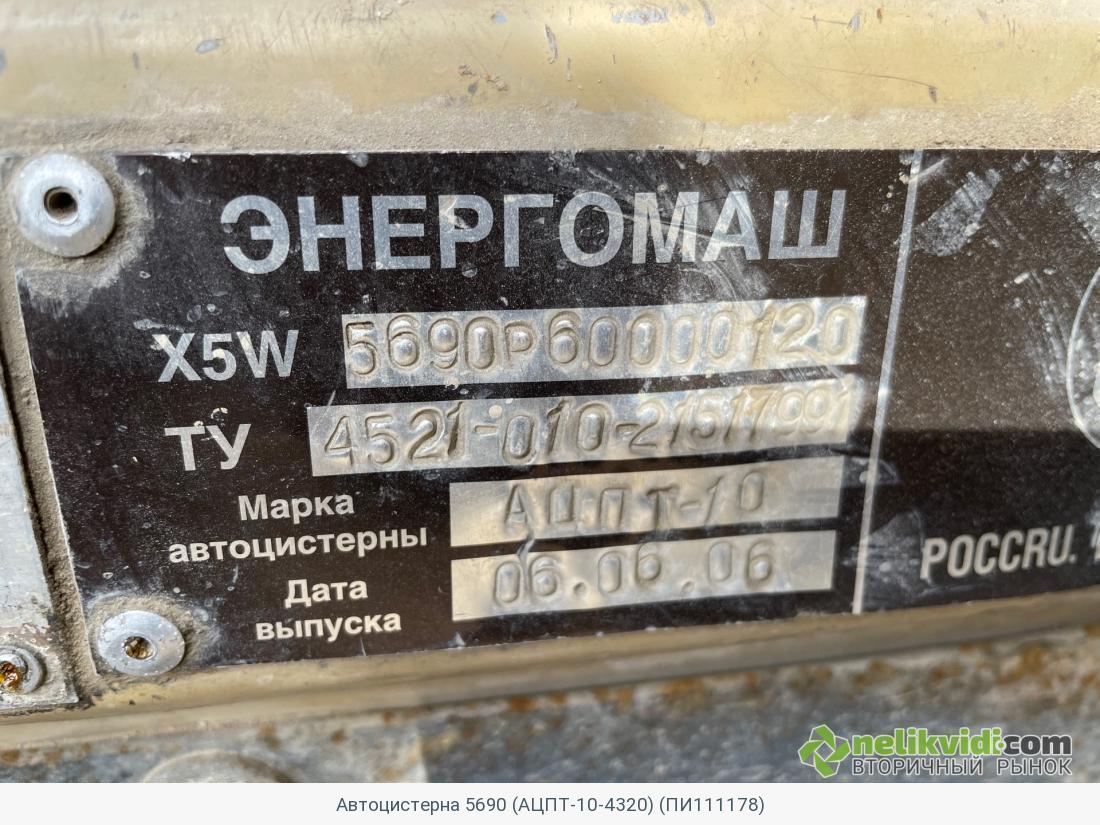 ЭНЕРГОМАШ
X5W 5690P60000120
ТУ 4521-010-21517991
Марка автоцистерны АЦПТ-10
Дата выпуска 06.06.06
РОССRU.
nelikvidi.com
ВТОРИЧНЫЙ РЫНОК
Автоцистерна 5690 (АЦПТ-10-4320) (ПИ111178)